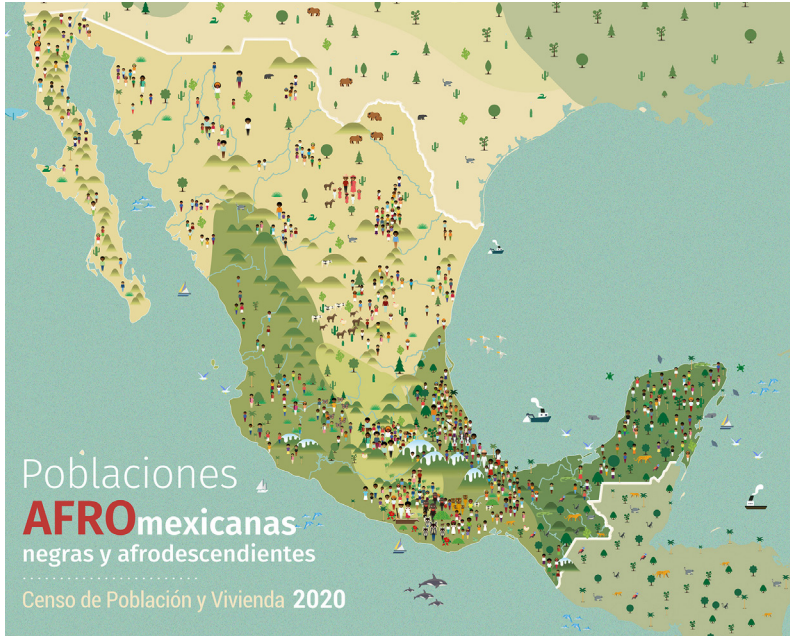 Poblaciones
AFROmexicanas
negras y afrodescendientes
Censo de Población y Vivienda 2020